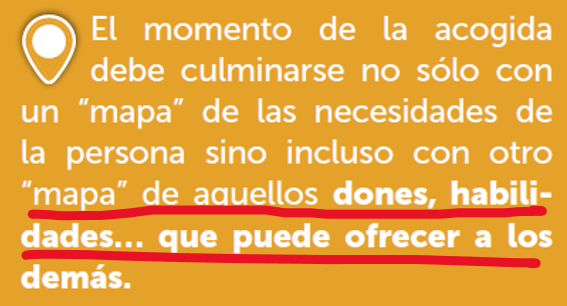 El momento de la acogida
debe culminarse no sólo con
un “mapa” de las necesidades de
la persona sino incluso con otro
“mapa” de aquellos dones, habili-
dades... que puede ofrecer a los
demás.